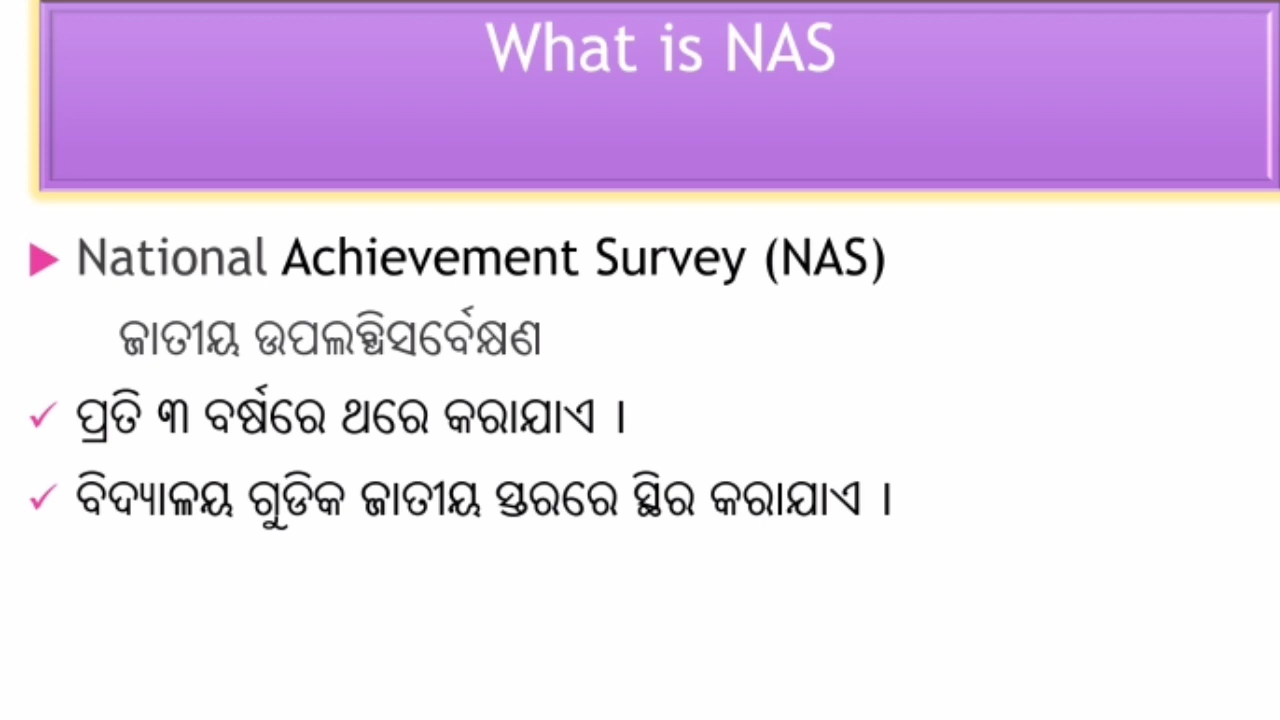 What is NAS
National Achievement Survey (NAS)
ଜାତୀୟ ଉପଲବ୍ଧିସର୍ବେକ୍ଷଣ
ପ୍ରତି ୩ ବର୍ଷରେ ଥରେ କରାଯାଏ ।
ବିଦ୍ୟାଳୟ ଗୁଡିକ ଜାତୀୟ ସ୍ତରରେ ସ୍ଥିର କରାଯାଏ ।